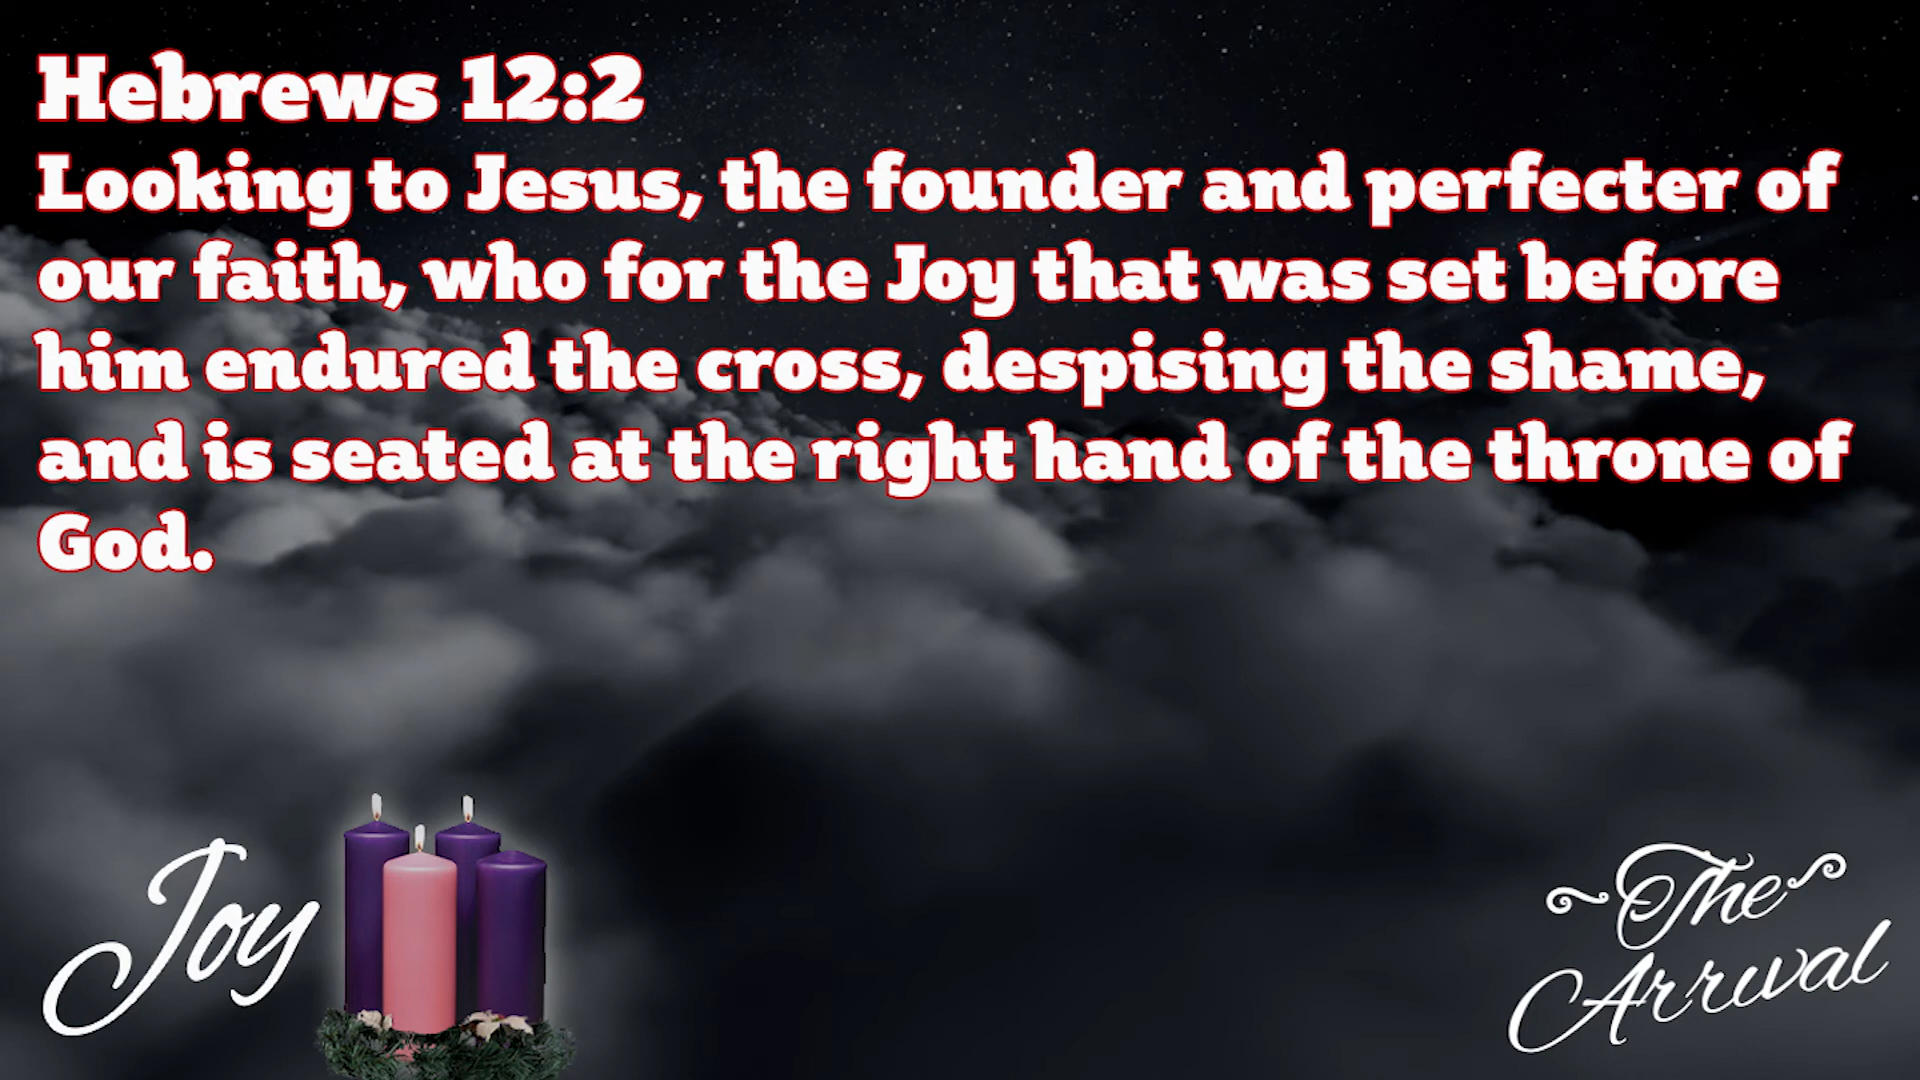 Hebrews 12:2
Looking to Jesus, the founder and perfecter of
our faith, who for the Joy that was set before
him endured the cross, despising the shame,
and is seated at the right hand of the throne of
God.
Joy
~The~
Arrival